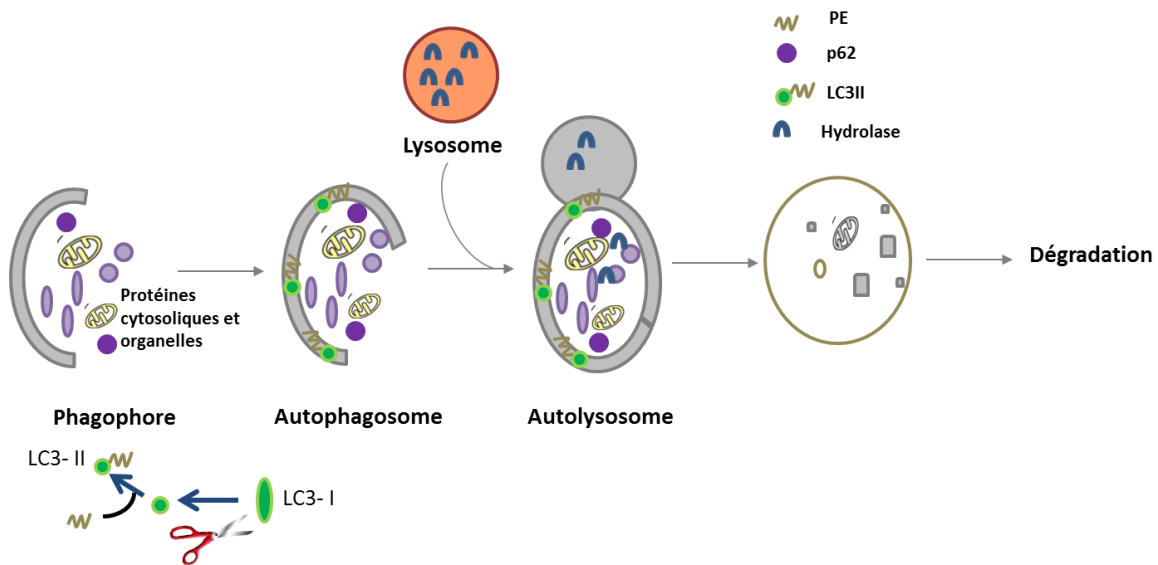 PE
p62
LC3II
Hydrolase
Lysosome
Protéines
cytosoliques et
organelles
Dégradation
Phagophore
Autophagosome
Autolysosome
LC3- II
LC3- I